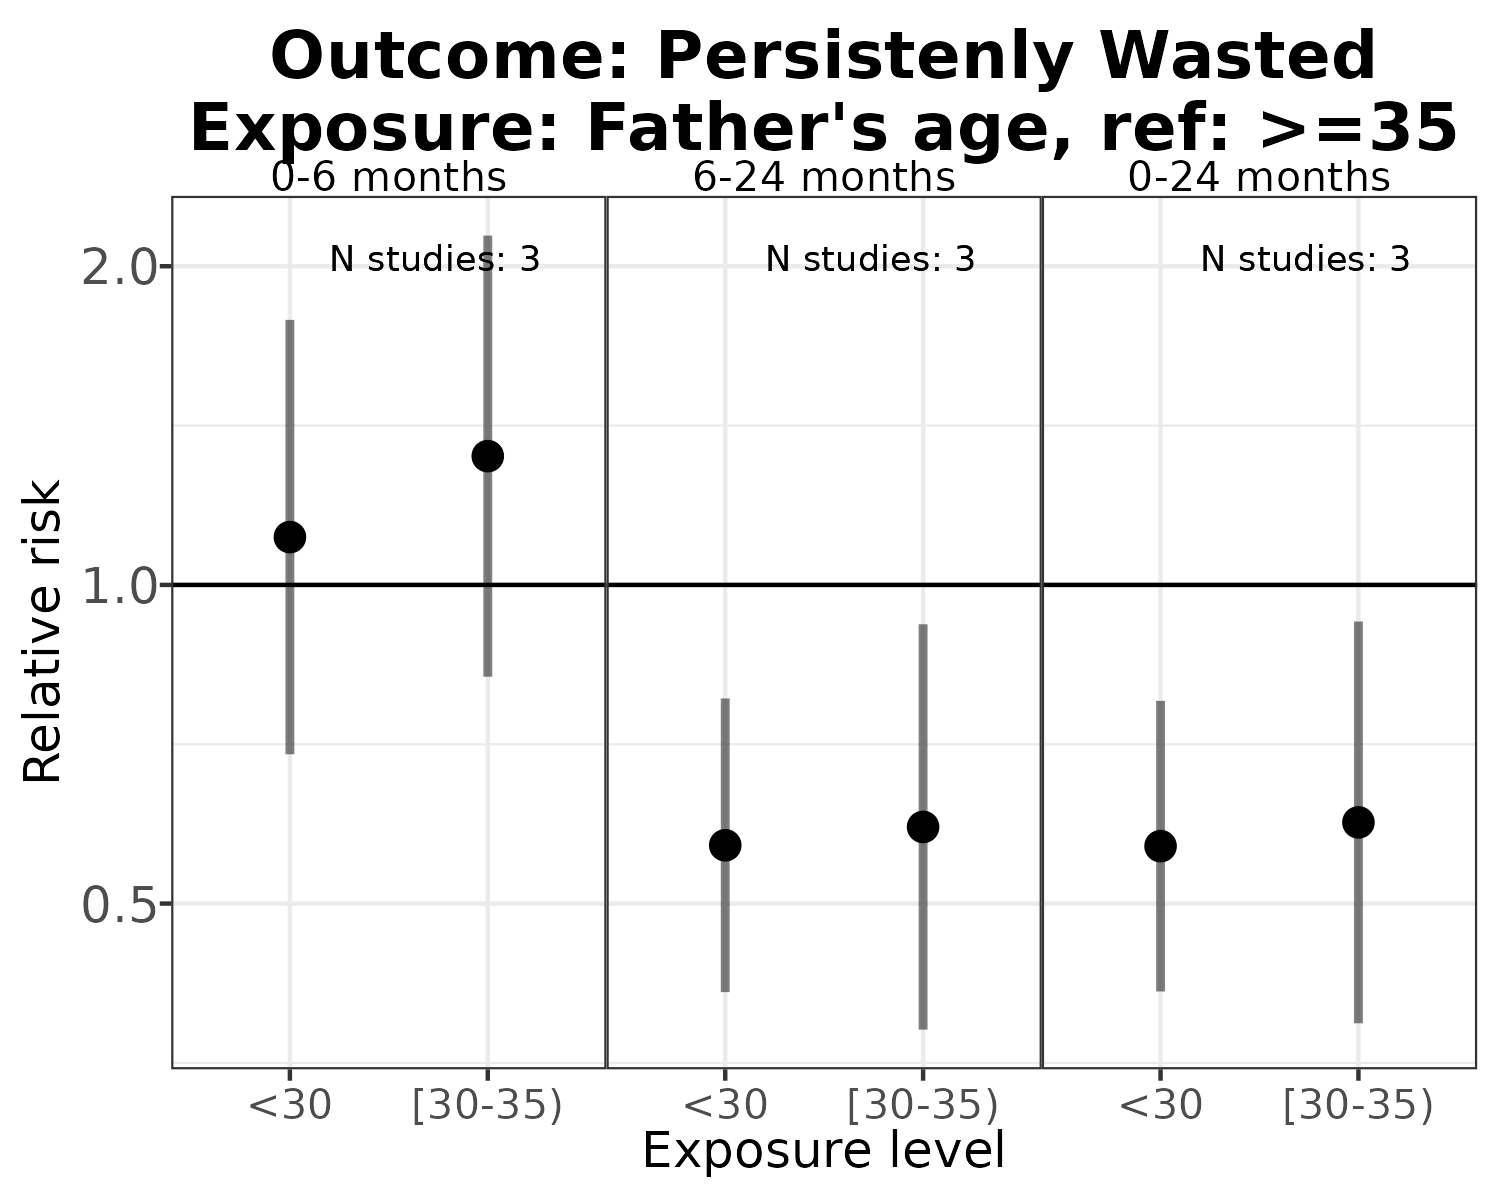 Outcome: Persistenly Wasted
Exposure: Father's age, ref: >=35
0-6 months 6-24 months 0-24 months
N studies: 3 N studies: 3 N studies: 3
2.0
1.0
0.5
Relative risk
<30 [30-35) <30 [30-35) <30 [30-35)
Exposure level